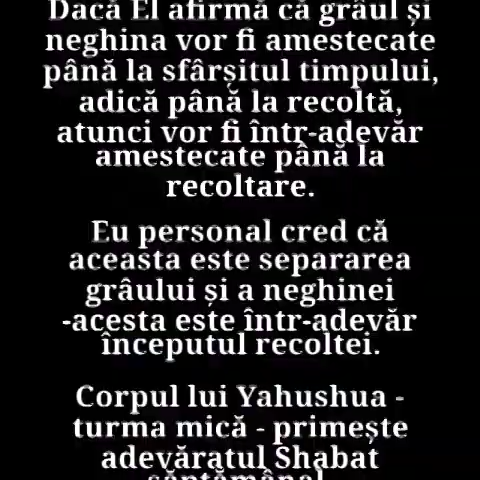 Dacă El afirmă că grâul și
neghina vor fi amestecate
până la sfârșitul timpului,
adică până la recoltă,
atunci vor fi într-adevăr
amestecate până la
recoltare.
Eu personal cred că
aceasta este separarea
grâului și a neghinei
-acesta este într-adevăr
începutul recoltei.
Corpul lui Yahushua -
turma mică - primește
adevăratul Shabat